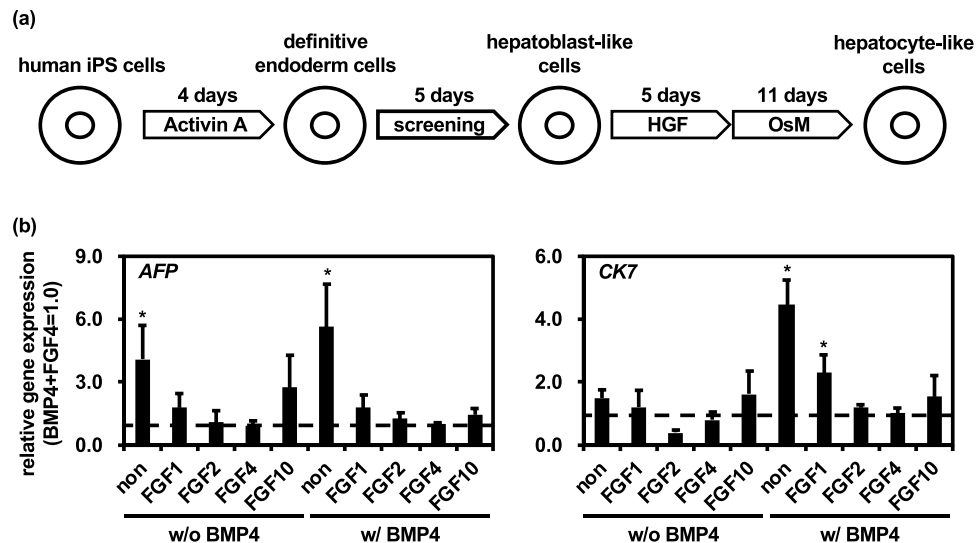 (a)
human iPS cells
definitive
endoderm cells
hepatoblast-like
cells
hepatocyte-like
cells
4 days
Activin A
5 days
screening
5 days
HGF
11 days
OsM
(b)
relative gene expression
(BMP4+FGF4=1.0)
AFP
9.0
6.0
3.0
0.0
*
*
non
FGF1
FGF2
FGF4
FGF10
non
FGF1
FGF2
FGF4
FGF10
w/o BMP4
w/ BMP4
CK7
6.0
4.0
2.0
0.0
*
*
non
FGF1
FGF2
FGF4
FGF10
non
FGF1
FGF2
FGF4
FGF10
w/o BMP4
w/ BMP4